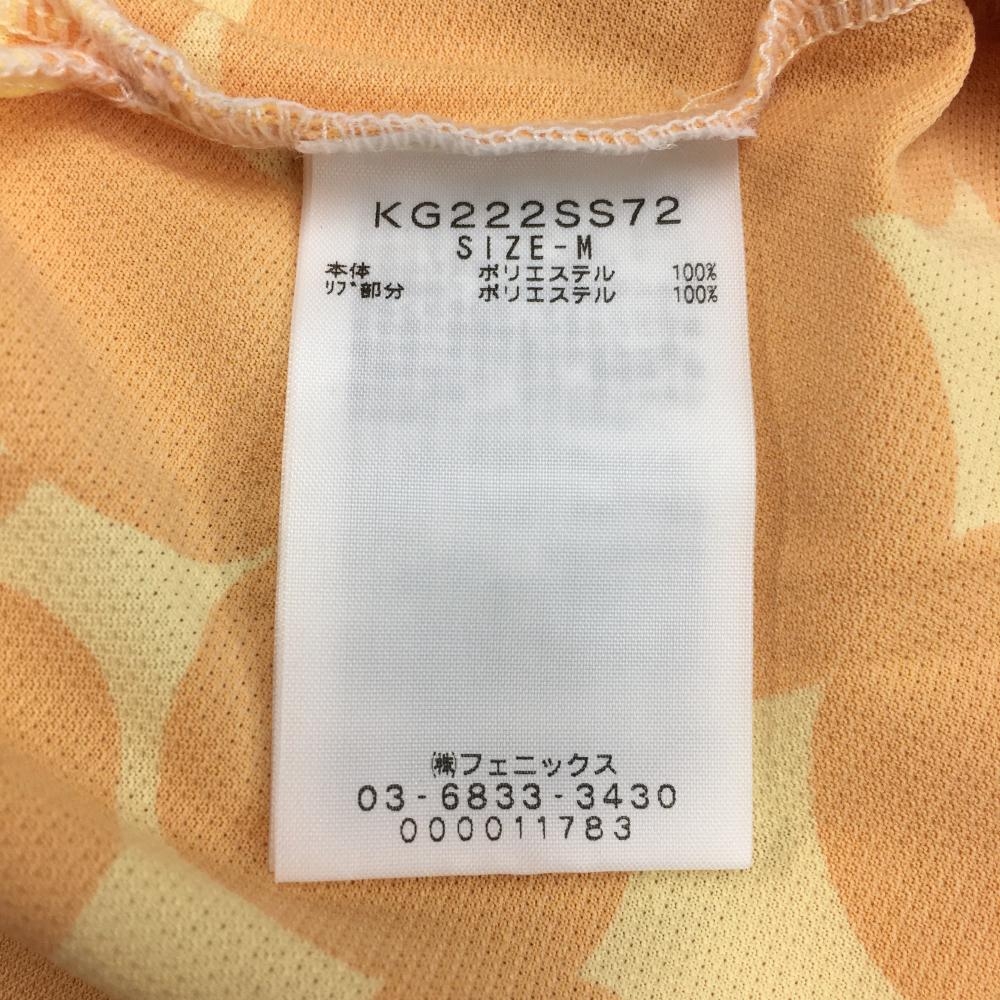 KG222SS72
SIZE-M
本体 ポリエステル 100%
ﾘﾌﾞ部分 ポリエステル 100%
㈱フェニックス
03-6833-3430
000011783